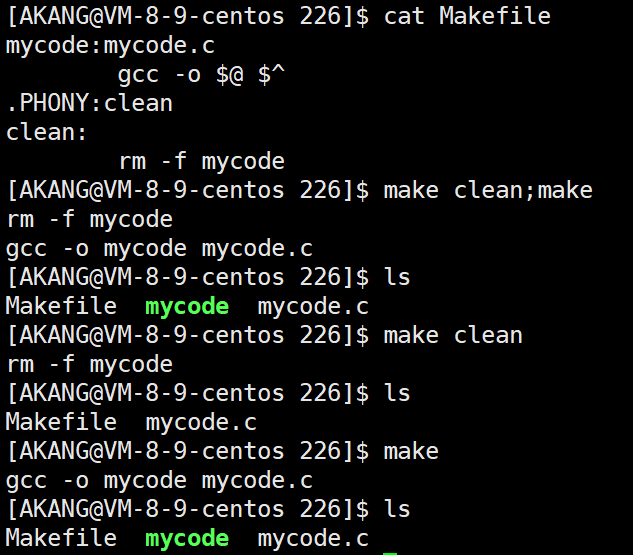 [AKANG@VM-8-9-centos 226]$ cat Makefile
mycode:mycode.c
        gcc -o $@ $^
.PHONY:clean
clean:
        rm -f mycode
[AKANG@VM-8-9-centos 226]$ make clean;make
rm -f mycode
gcc -o mycode mycode.c
[AKANG@VM-8-9-centos 226]$ ls
Makefile  mycode  mycode.c
[AKANG@VM-8-9-centos 226]$ make clean
rm -f mycode
[AKANG@VM-8-9-centos 226]$ ls
Makefile  mycode.c
[AKANG@VM-8-9-centos 226]$ make
gcc -o mycode mycode.c
[AKANG@VM-8-9-centos 226]$ ls
Makefile  mycode  mycode.c